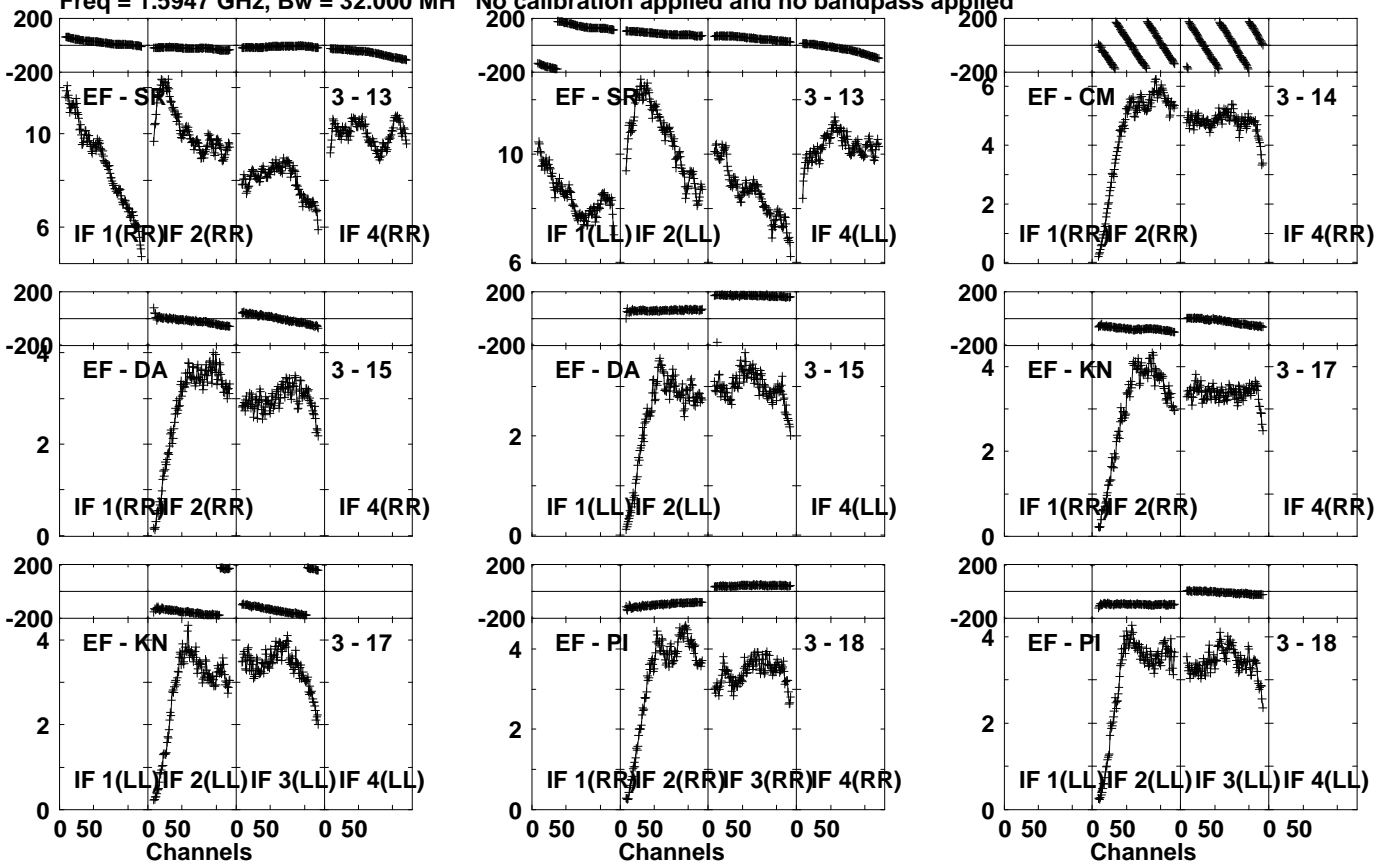 Freq = 1.5947 GHz, Bw = 32.000 MH No calibration applied and no bandpass applied
200 200 200
-200 -200 -200
EF - SR 3 - 13 EF - SR 3 - 13 EF - CM 3 - 14
6
10 10
4
2
6
IF 1(RR) IF 2(RR) IF 4(RR) IF 1(LL) IF 2(LL) IF 4(LL) IF 1(RR) IF 2(RR) IF 4(RR)
6 0
200 200 200
-200 -200 -200
4 4
EF - DA 3 - 15 EF - DA 3 - 15 EF - KN 3 - 17
2 2 2
IF 1(RR) IF 2(RR) IF 4(RR) IF 1(LL) IF 2(LL) IF 4(LL) IF 1(RR) IF 2(RR) IF 4(RR)
0 0 0
200 200 200
-200 -200 -200
4 4 4
EF - KN 3 - 17 EF - PI 3 - 18 EF - PI 3 - 18
2 2 2
IF 1(LL) IF 2(LL) IF 3(LL) IF 4(LL) IF 1(RR) IF 2(RR) IF 3(RR) IF 4(RR) IF 1(LL) IF 2(LL) IF 3(LL) IF 4(LL)
0 0 0
0 50 0 50 0 50 0 50 0 50 0 50 0 50 0 50 0 50 0 50 0 50 0 50
Channels Channels Channels